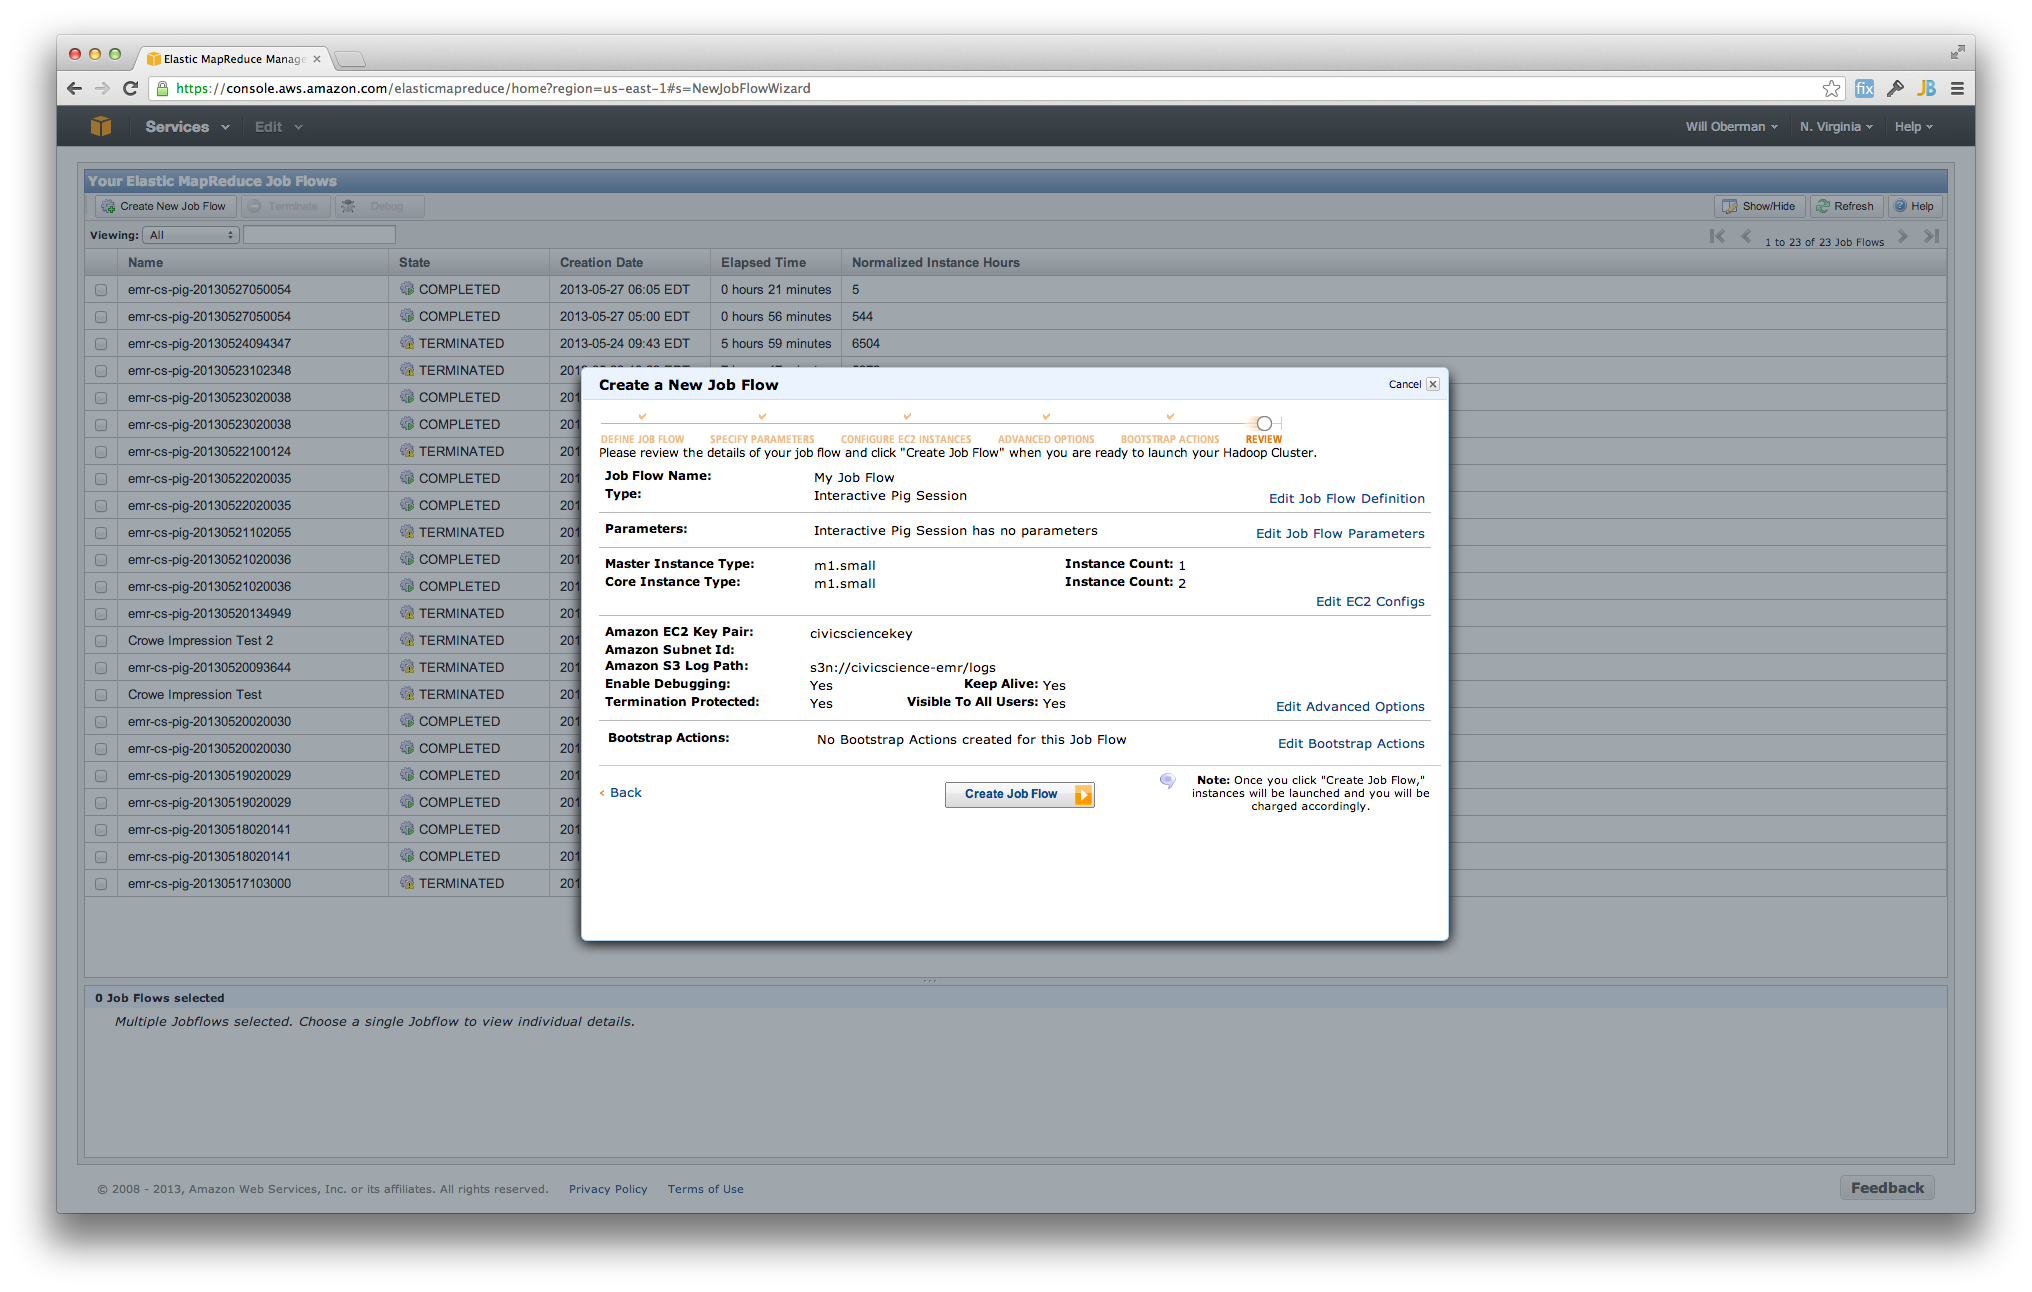 Elastic MapReduce Manage
https://console.aws.amazon.com/elasticmapreduce/home?region=us-east-1#s=NewJobFlowWizard
fix
JB
Services Edit Will Oberman N. Virginia Help
Your Elastic MapReduce Job Flows
Create New Job Flow Terminate Debug Show/Hide Refresh Help
Viewing: All 1 to 23 of 23 Job Flows
Name State Creation Date Elapsed Time Normalized Instance Hours
emr-cs-pig-20130527050054 COMPLETED 2013-05-27 06:05 EDT 0 hours 21 minutes 5
emr-cs-pig-20130527050054 COMPLETED 2013-05-27 05:00 EDT 0 hours 56 minutes 544
emr-cs-pig-20130524094347 TERMINATED 2013-05-24 09:43 EDT 5 hours 59 minutes 6504
emr-cs-pig-20130523102348 TERMINATED
emr-cs-pig-20130523020038 COMPLETED 201
emr-cs-pig-20130523020038 COMPLETED 201
emr-cs-pig-20130522100124 TERMINATED 201
emr-cs-pig-20130522020035 COMPLETED 201
emr-cs-pig-20130522020035 COMPLETED 201
emr-cs-pig-20130521102055 TERMINATED 201
emr-cs-pig-20130521020036 COMPLETED 201
emr-cs-pig-20130521020036 COMPLETED 201
emr-cs-pig-20130520134949 TERMINATED 201
Crowe Impression Test 2 TERMINATED 201
emr-cs-pig-20130520093644 TERMINATED 201
Crowe Impression Test TERMINATED 201
emr-cs-pig-20130520020030 COMPLETED 201
emr-cs-pig-20130520020030 COMPLETED 201
emr-cs-pig-20130519020029 COMPLETED 201
emr-cs-pig-20130519020029 COMPLETED 201
emr-cs-pig-20130518020141 COMPLETED 201
emr-cs-pig-20130518020141 COMPLETED 201
emr-cs-pig-20130517103000 TERMINATED 201
Create a New Job Flow Cancel
DEFINE JOB FLOW SPECIFY PARAMETERS CONFIGURE EC2 INSTANCES ADVANCED OPTIONS BOOTSTRAP ACTIONS REVIEW
Please review the details of your job flow and click "Create Job Flow" when you are ready to launch your Hadoop Cluster.
Job Flow Name: My Job Flow
Type: Interactive Pig Session
Edit Job Flow Definition
Parameters: Interactive Pig Session has no parameters
Edit Job Flow Parameters
Master Instance Type: m1.small Instance Count: 1
Core Instance Type: m1.small Instance Count: 2
Edit EC2 Configs
Amazon EC2 Key Pair: civicsciencekey
Amazon Subnet Id:
Amazon S3 Log Path: s3n://civicscience-emr/logs
Enable Debugging: Yes Keep Alive: Yes
Termination Protected: Yes Visible To All Users: Yes
Edit Advanced Options
Bootstrap Actions: No Bootstrap Actions created for this Job Flow
Edit Bootstrap Actions
< Back
Create Job Flow
Note: Once you click "Create Job Flow,"
instances will be launched and you will be
charged accordingly.
0 Job Flows selected
Multiple Jobflows selected. Choose a single Jobflow to view individual details.
© 2008 - 2013, Amazon Web Services, Inc. or its affiliates. All rights reserved. Privacy Policy Terms of Use
Feedback